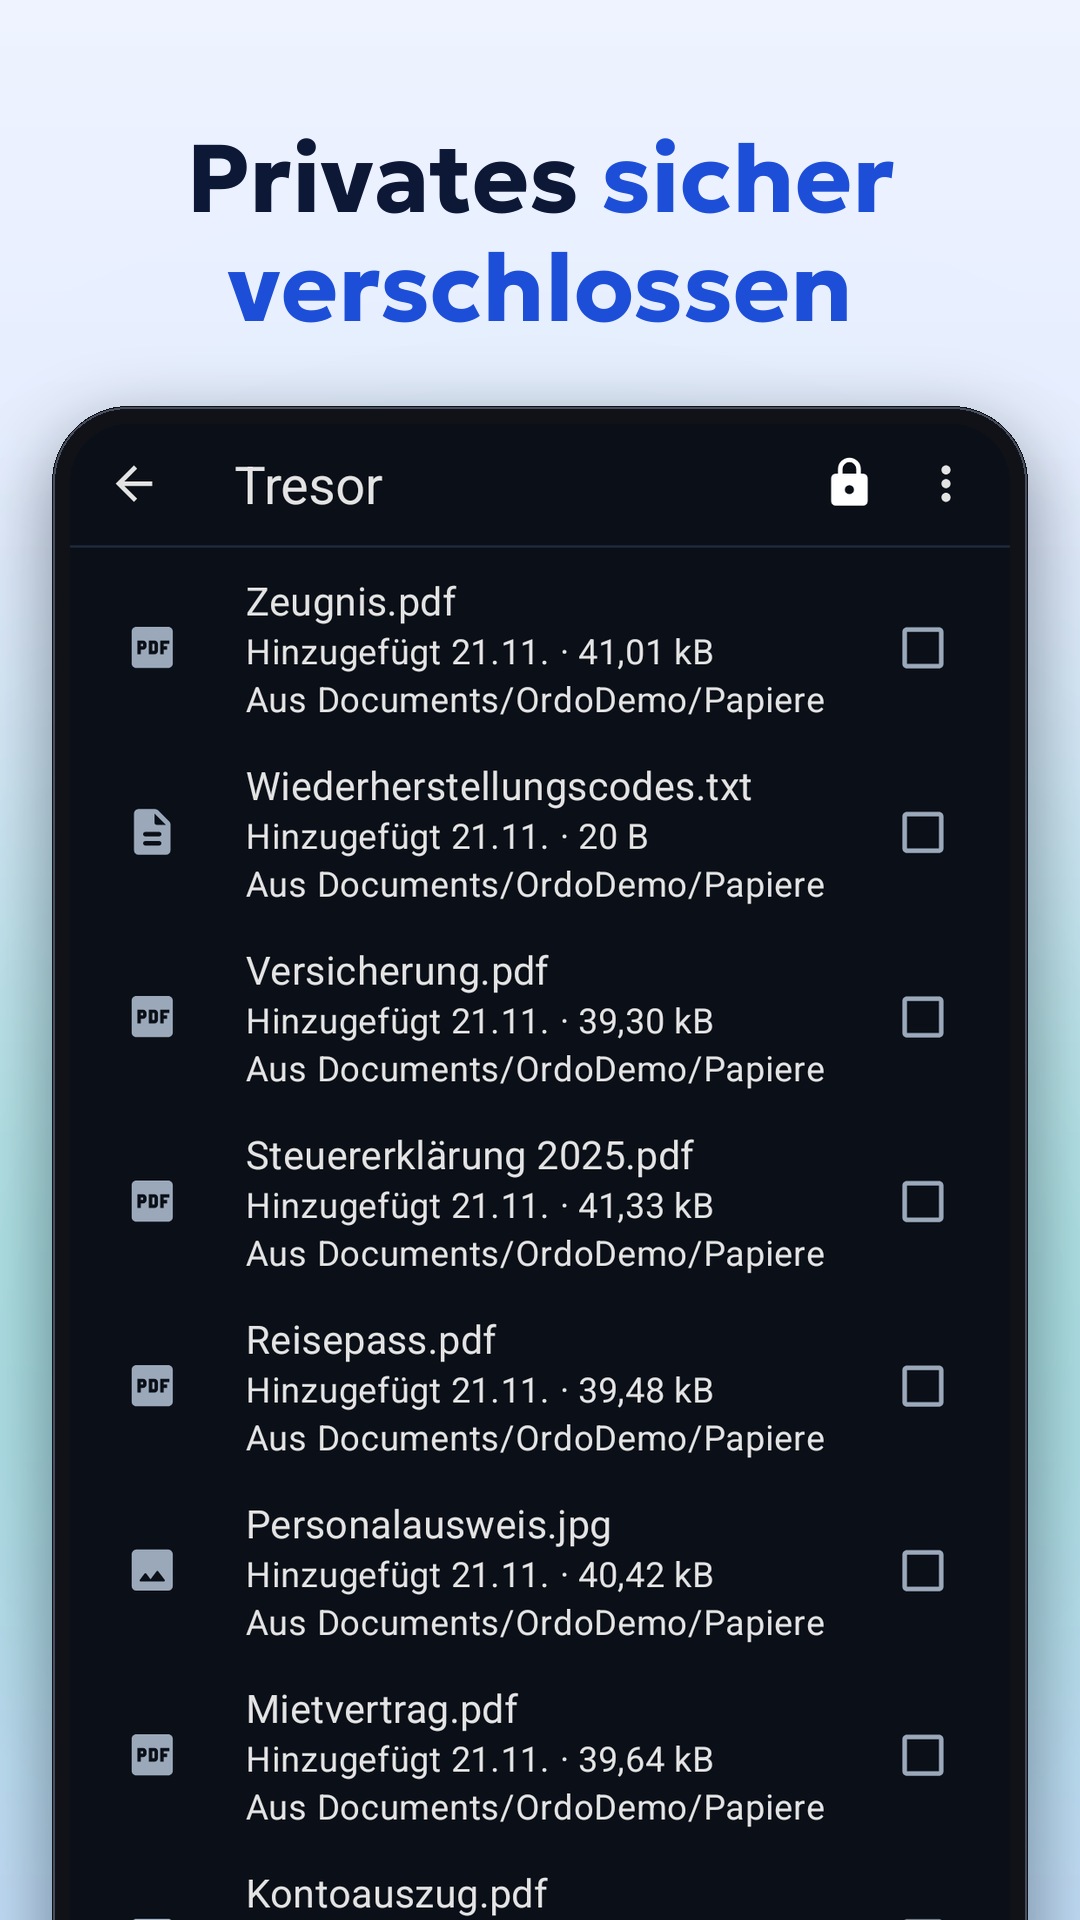 Privates sicher
verschlossen
Tresor
Zeugnis.pdf
PDF
Hinzugefügt 21.11. · 41,01 kB
Aus Documents/OrdoDemo/Papiere
Wiederherstellungscodes.txt
Hinzugefügt 21.11. · 20 B
Aus Documents/OrdoDemo/Papiere
Versicherung.pdf
PDF
Hinzugefügt 21.11. · 39,30 kB
Aus Documents/OrdoDemo/Papiere
Steuererklärung 2025.pdf
PDF
Hinzugefügt 21.11. · 41,33 kB
Aus Documents/OrdoDemo/Papiere
Reisepass.pdf
PDF
Hinzugefügt 21.11. · 39,48 kB
Aus Documents/OrdoDemo/Papiere
Personalausweis.jpg
Hinzugefügt 21.11. · 40,42 kB
Aus Documents/OrdoDemo/Papiere
Mietvertrag.pdf
PDF
Hinzugefügt 21.11. · 39,64 kB
Aus Documents/OrdoDemo/Papiere
Kontoauszug.pdf